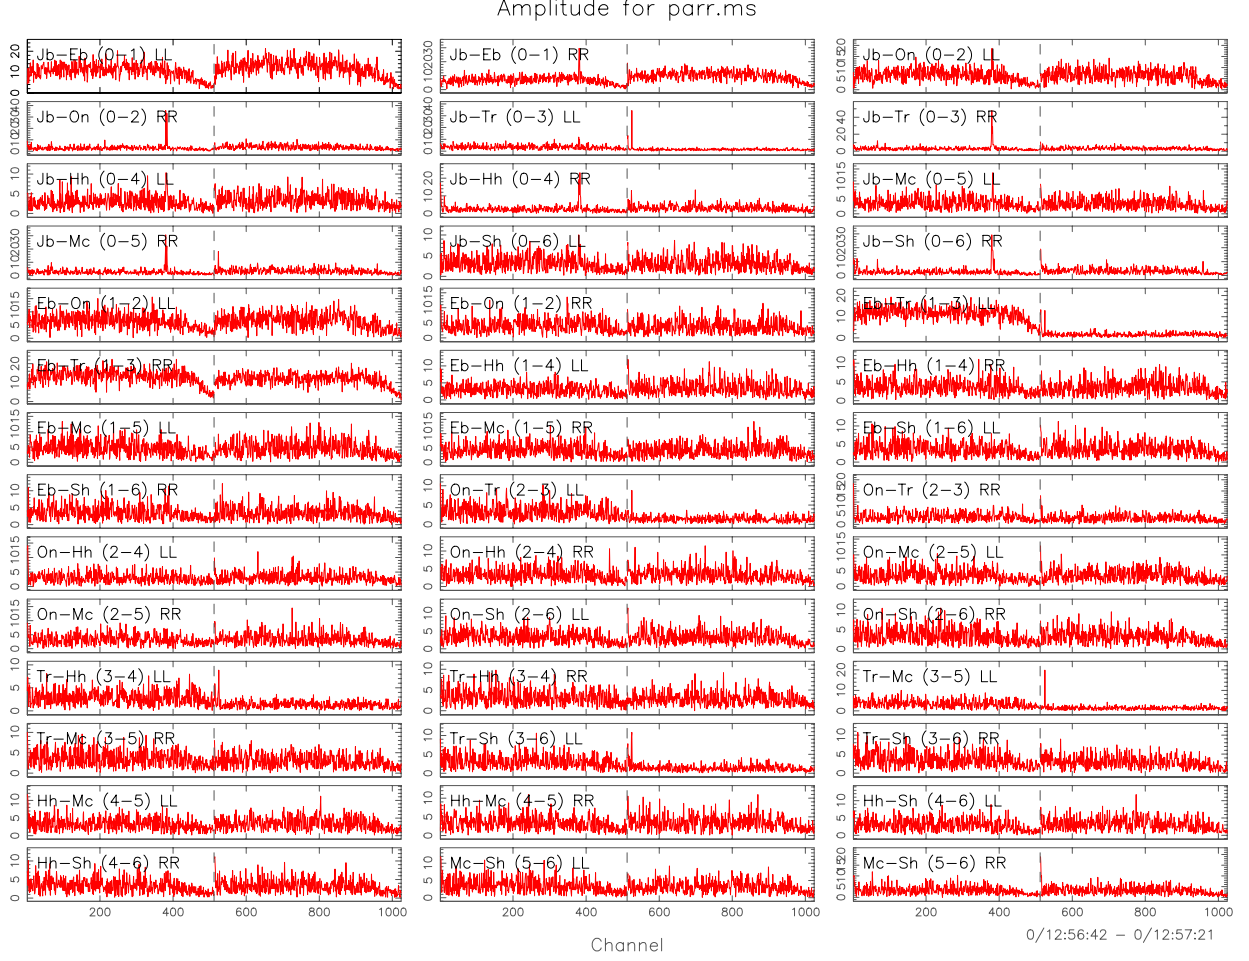 Amplitude for parr.ms
Jb−Eb (0−1) LL
Jb−Eb (0−1) RR
Jb−On (0−2) LL
Jb−On (0−2) RR
Jb−Tr (0−3) LL
Jb−Tr (0−3) RR
Jb−Hh (0−4) LL
Jb−Hh (0−4) RR
Jb−Mc (0−5) LL
Jb−Mc (0−5) RR
Jb−Sh (0−6) LL
Jb−Sh (0−6) RR
Eb−On (1−2) LL
Eb−On (1−2) RR
Eb−Tr (1−3) LL
Eb−Tr (1−3) RR
Eb−Hh (1−4) LL
Eb−Hh (1−4) RR
Eb−Mc (1−5) LL
Eb−Mc (1−5) RR
Eb−Sh (1−6) LL
Eb−Sh (1−6) RR
On−Tr (2−3) LL
On−Tr (2−3) RR
On−Hh (2−4) LL
On−Hh (2−4) RR
On−Mc (2−5) LL
On−Mc (2−5) RR
On−Sh (2−6) LL
On−Sh (2−6) RR
Tr−Hh (3−4) LL
Tr−Hh (3−4) RR
Tr−Mc (3−5) LL
Tr−Mc (3−5) RR
Tr−Sh (3−6) LL
Tr−Sh (3−6) RR
Hh−Mc (4−5) LL
Hh−Mc (4−5) RR
Hh−Sh (4−6) LL
Hh−Sh (4−6) RR
Mc−Sh (5−6) LL
Mc−Sh (5−6) RR
200 400 600 800 1000
200 400 600 800 1000
200 400 600 800 1000
Channel
0/12:56:42 − 0/12:57:21